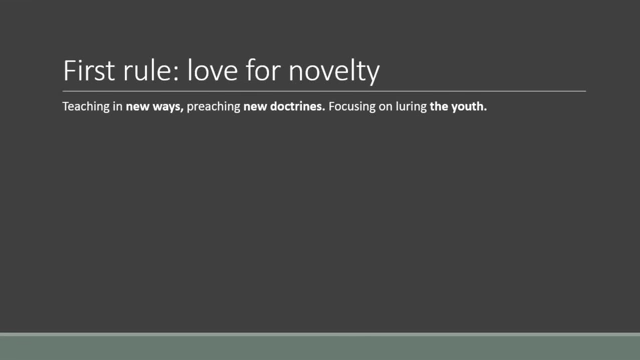 First rule: love for novelty
Teaching in new ways, preaching new doctrines. Focusing on luring the youth.